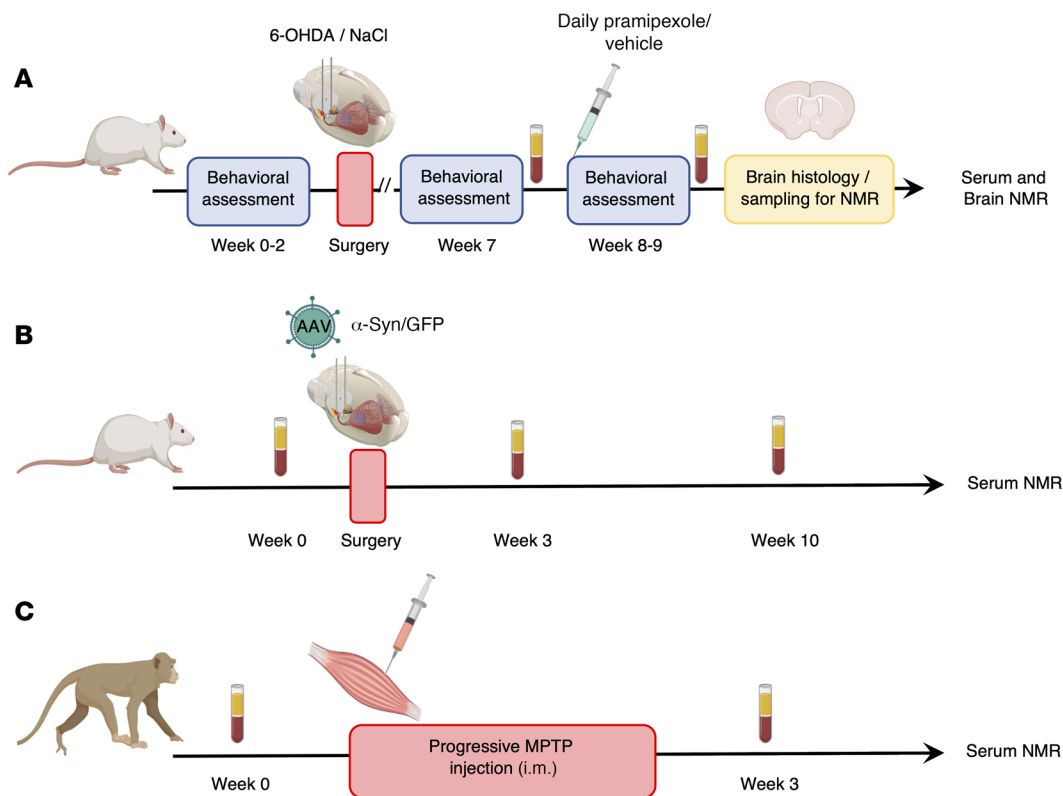 6-OHDA / NaCl
Daily pramipexole/
vehicle
A
Behavioral
assessment
//
Behavioral
assessment
Behavioral
assessment
Brain histology /
sampling for NMR
Serum and
Brain NMR
Week 0-2
Surgery
Week 7
Week 8-9
B
AAV
α-Syn/GFP
Serum NMR
Week 0
Surgery
Week 3
Week 10
C
Progressive MPTP
injection (i.m.)
Serum NMR
Week 0
Week 3